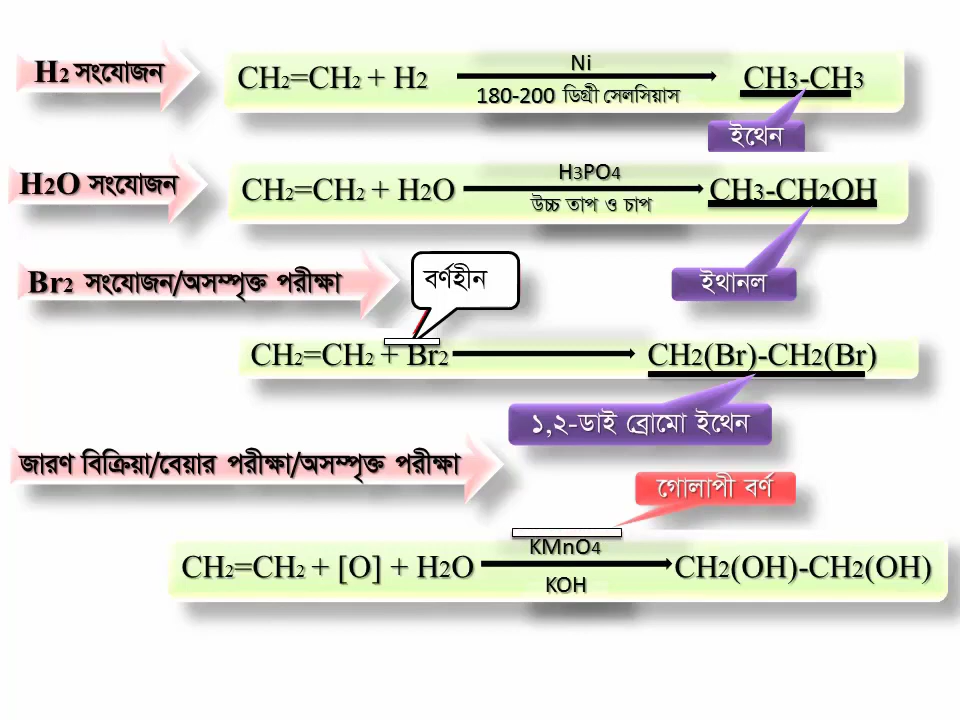 H2 সংযোজন
CH2=CH2 + H2
Ni
180-200 ডিগ্রী সেলসিয়াস
CH3-CH3
ইথেন
H2O সংযোজন
CH2=CH2 + H2O
H3PO4
উচ্চ তাপ ও চাপ
CH3-CH2OH
ইথানল
Br2 সংযোজন/অসম্পৃক্ত পরীক্ষা
বর্ণহীন
CH2=CH2 + Br2
CH2(Br)-CH2(Br)
১,২-ডাই ব্রোমো ইথেন
জারণ বিক্রিয়া/বেয়ার পরীক্ষা/অসম্পৃক্ত পরীক্ষা
গোলাপী বর্ণ
CH2=CH2 + [O] + H2O
KMnO4
KOH
CH2(OH)-CH2(OH)